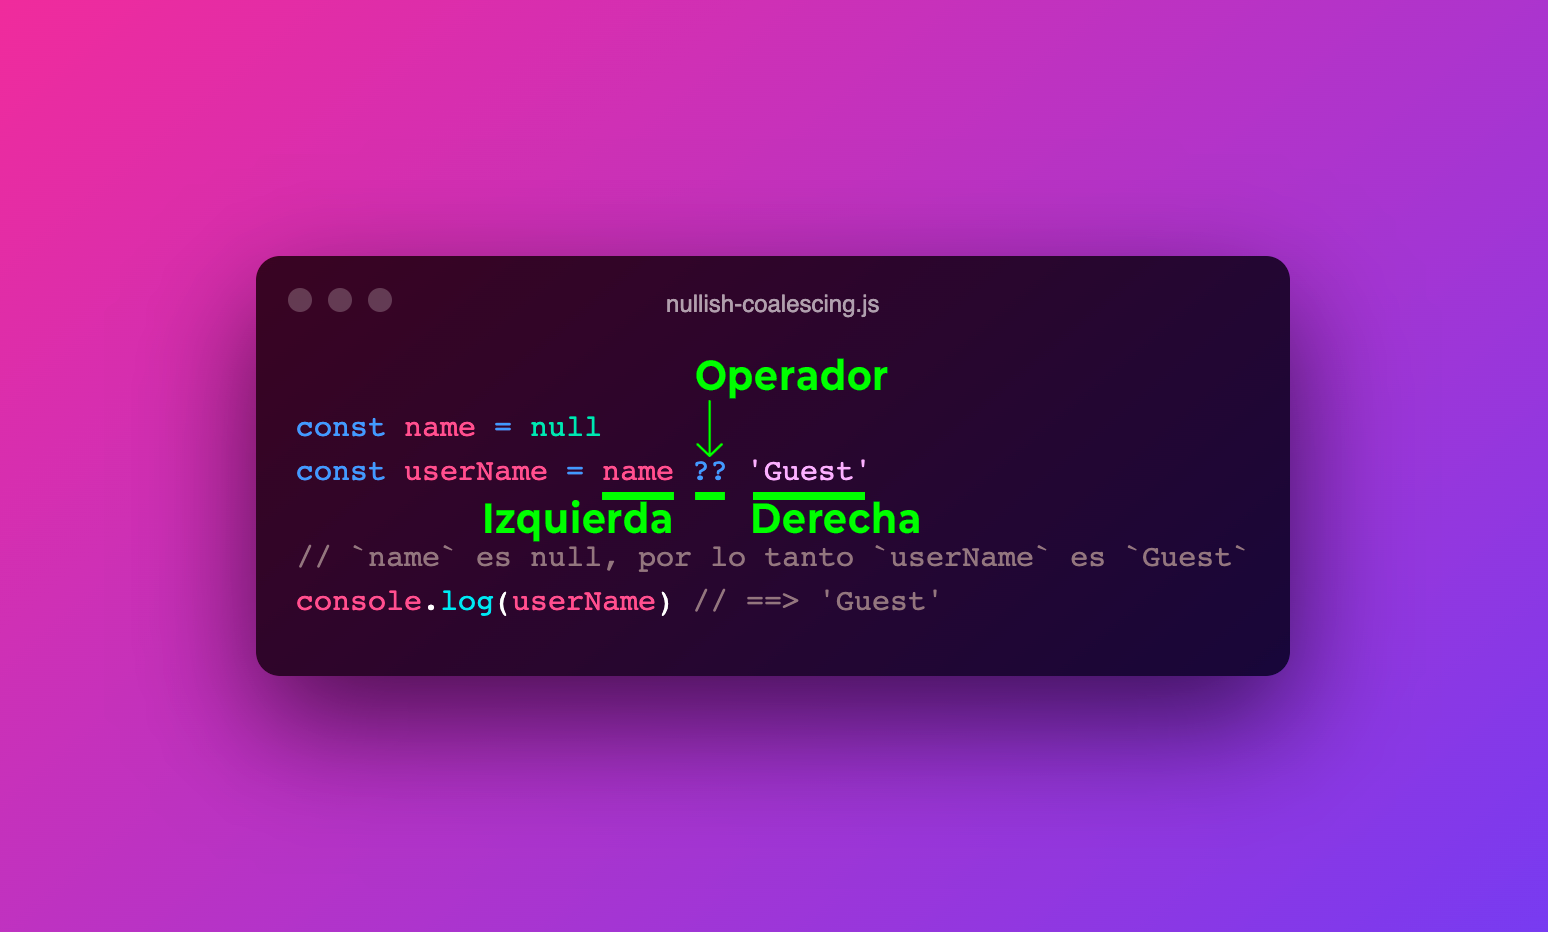 nullish-coalescing.js
Operador
const name = null
const userName = name ?? 'Guest'
Izquierda Derecha
// `name` es null, por lo tanto `userName` es `Guest`
console.log(userName) // ==> 'Guest'